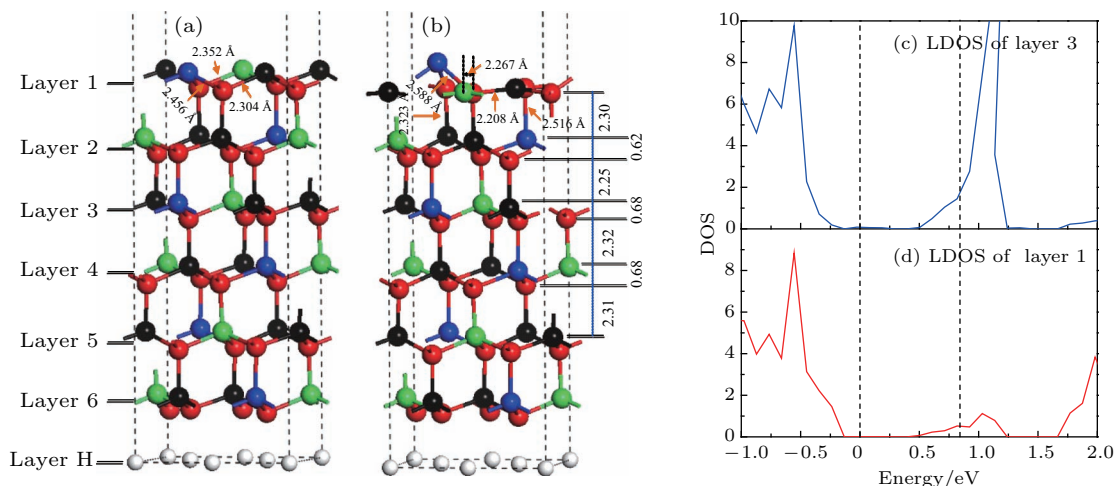 (a)
(b)
Layer 1
Layer 2
Layer 3
Layer 4
Layer 5
Layer 6
Layer H
2.352 Å
2.456 Å
2.304 Å
2.267 Å
2.588 Å
2.323 Å
2.208 Å
2.516 Å
2.30
0.62
2.25
0.68
2.32
0.68
2.31
(c) LDOS of layer 3
10
8
6
4
2
0
DOS
(d) LDOS of layer 1
8
6
4
2
0
−1.0 −0.5 0 0.5 1.0 1.5 2.0
Energy/eV